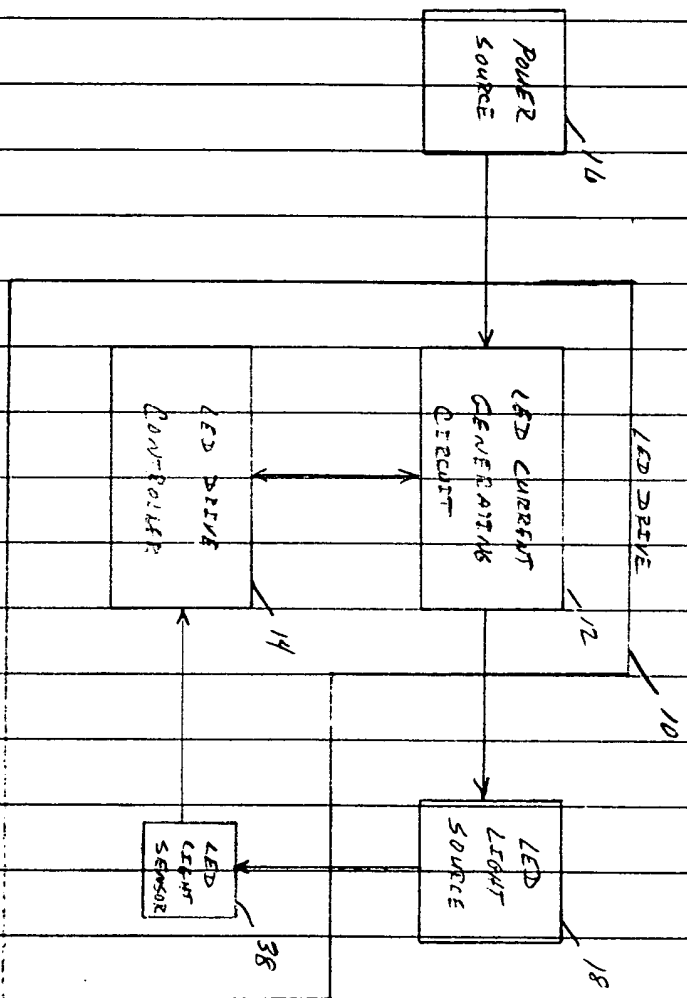 POWER
SOURCE
16
LED DRIVE
10
LED CURRENT
GENERATING
CIRCUIT
12
LED DRIVE
CONTROLLER
14
LED
LIGHT
SOURCE
18
LED
LIGHT
SENSOR
38